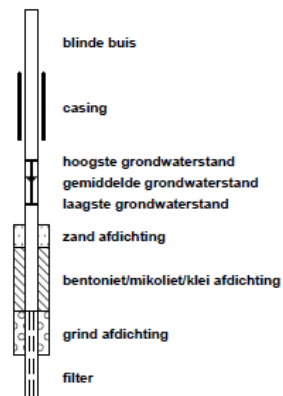 blinde buis
casing
hoogste grondwaterstand
gemiddelde grondwaterstand
laagste grondwaterstand
zand afdichting
bentoniet/mikoliet/klei afdichting
grind afdichting
filter